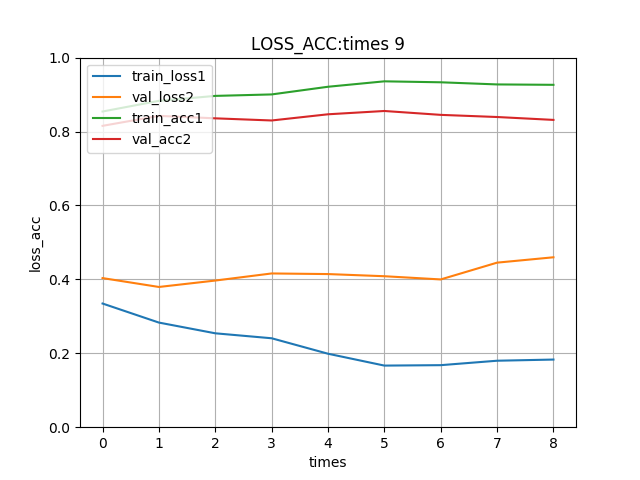 LOSS_ACC:times 9
1.0
0.8
0.6
0.4
0.2
0.0
loss_acc
train_loss1
val_loss2
train_acc1
val_acc2
0 1 2 3 4 5 6 7 8
times